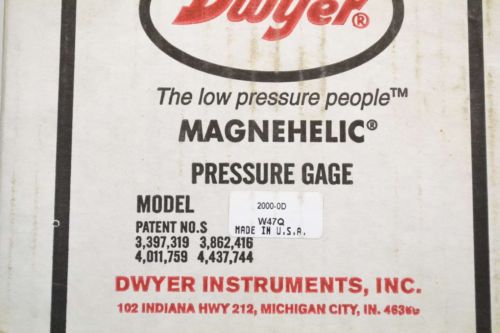 Dwyer®
The low pressure people™
MAGNEHELIC®
PRESSURE GAGE
MODEL 2000-0D
W47Q
PATENT NO.S MADE IN U.S.A.
3,397,319 3,862,416
4,011,759 4,437,744
DWYER INSTRUMENTS, INC.
102 INDIANA HWY 212, MICHIGAN CITY, IN. 46360